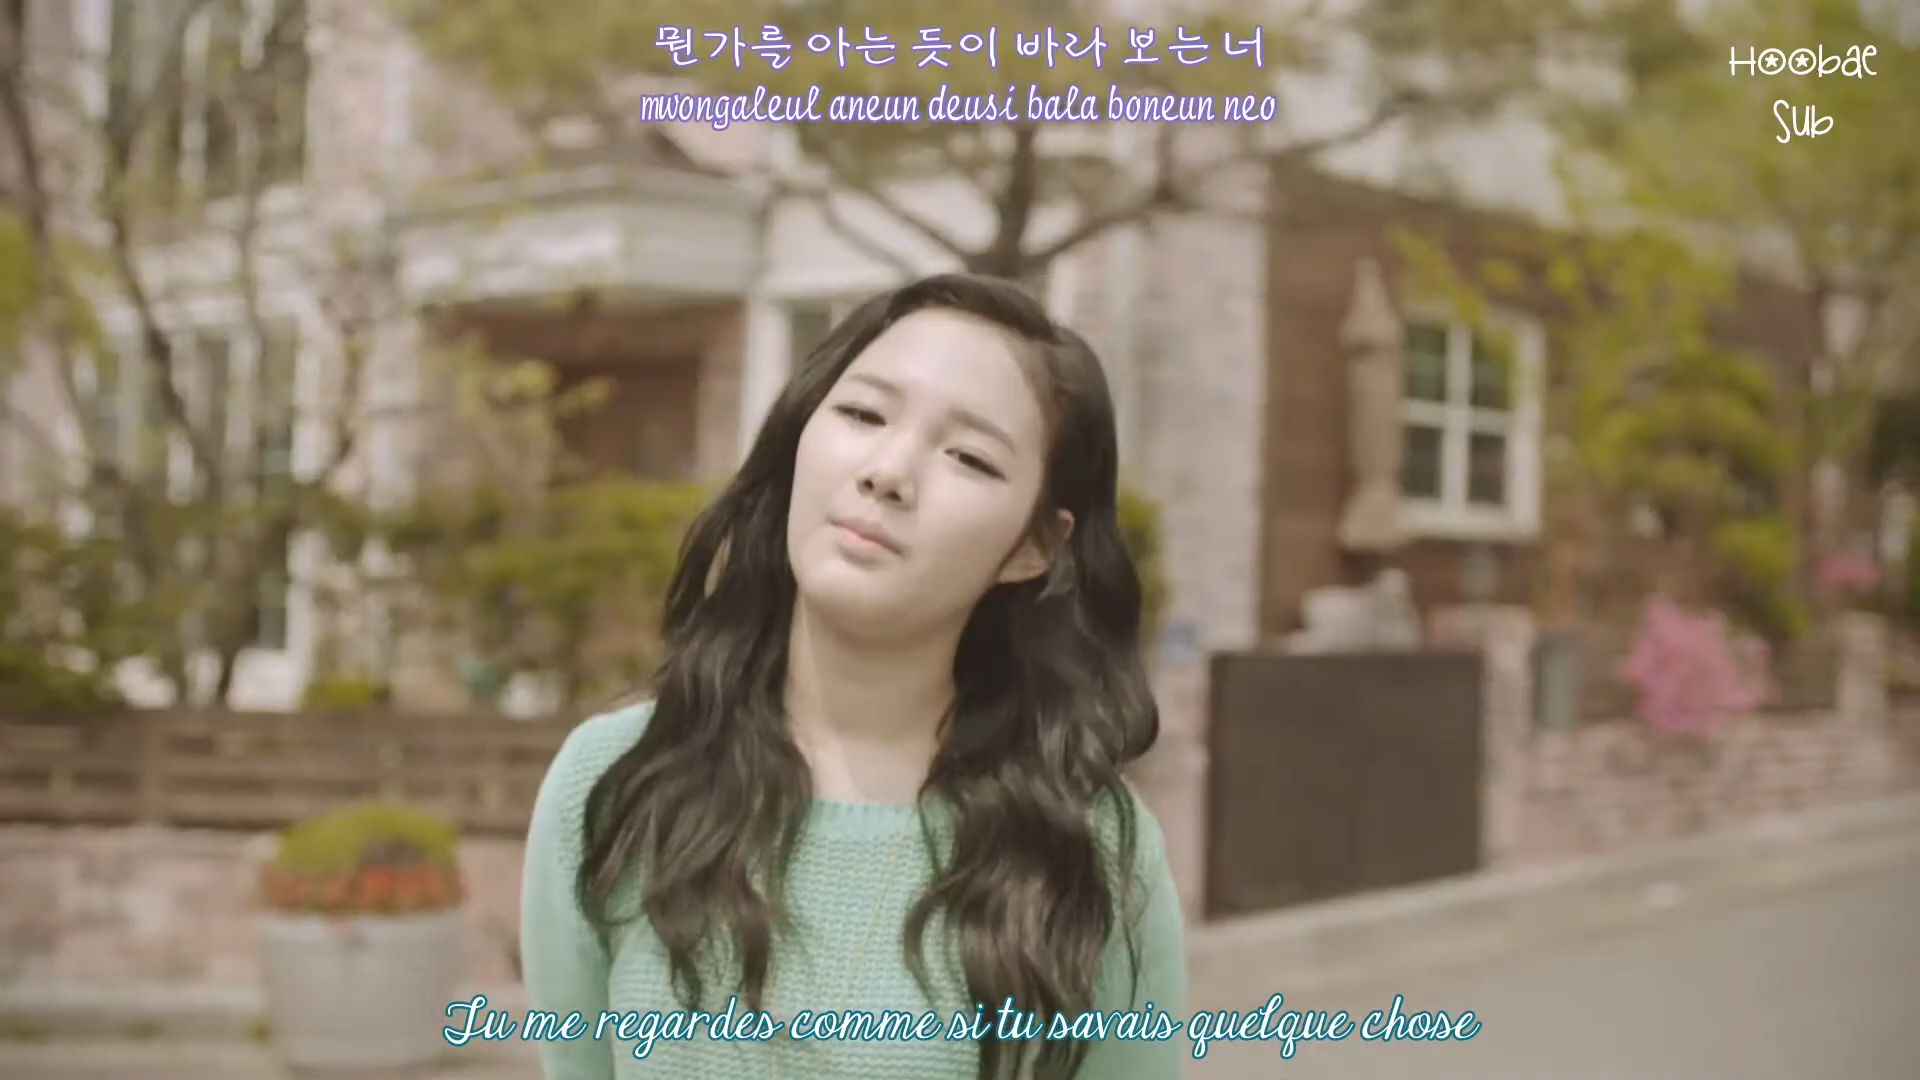 뭔가를 아는 듯이 바라 보는 너
mwongaleul aneun deusi bala boneun neo
Hoobae
Sub
Tu me regardes comme si tu savais quelque chose